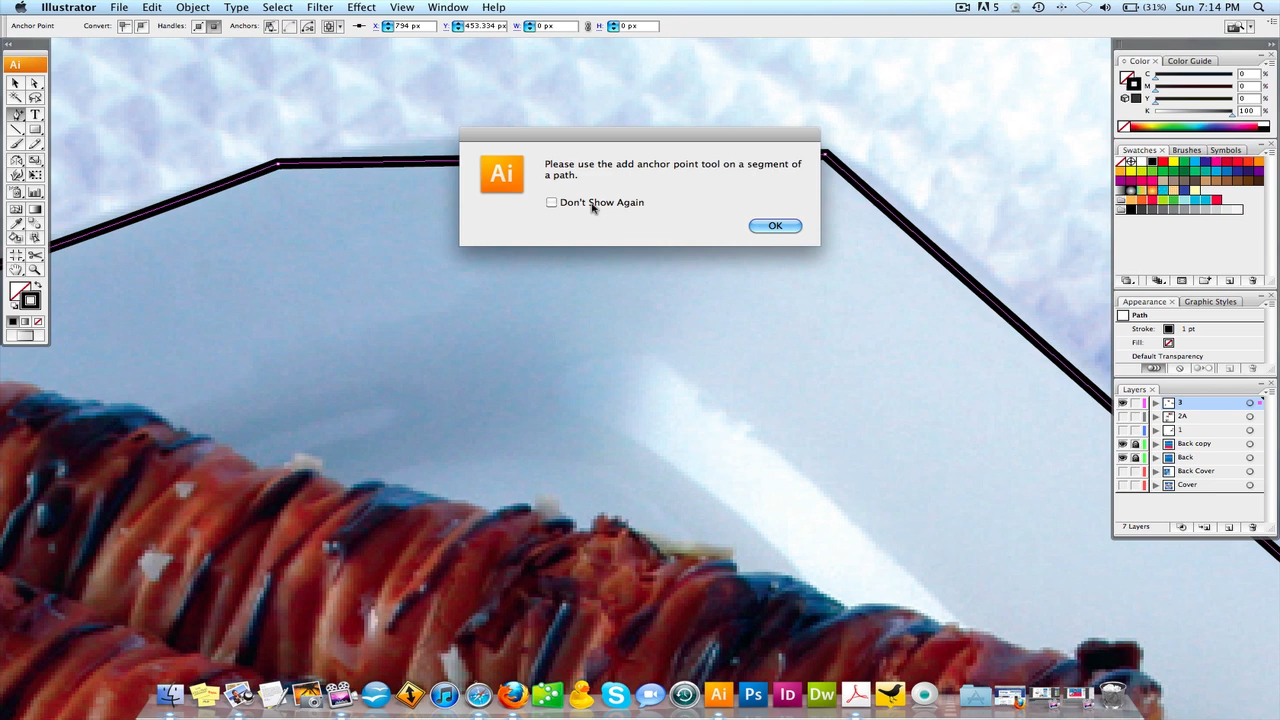 Illustrator File Edit Object Type Select Filter Effect View Window Help
5 (31%) Sun 7:14 PM
Anchor Point Convert: Handles: Anchors: X: 794 px Y: 453.334 px W: 0 px H: 0 px
Ai
T
Ai
Please use the add anchor point tool on a segment of
a path.
Don't Show Again
OK
Color Color Guide
C 0 %
M 0 %
Y 0 %
K 100 %
Swatches Brushes Symbols
Appearance Graphic Styles
Path
Stroke: 1 pt
Fill:
Default Transparency
Layers
3
2A
1
Back copy
Back
Back Cover
Cover
7 Layers
Ai Ps Id Dw